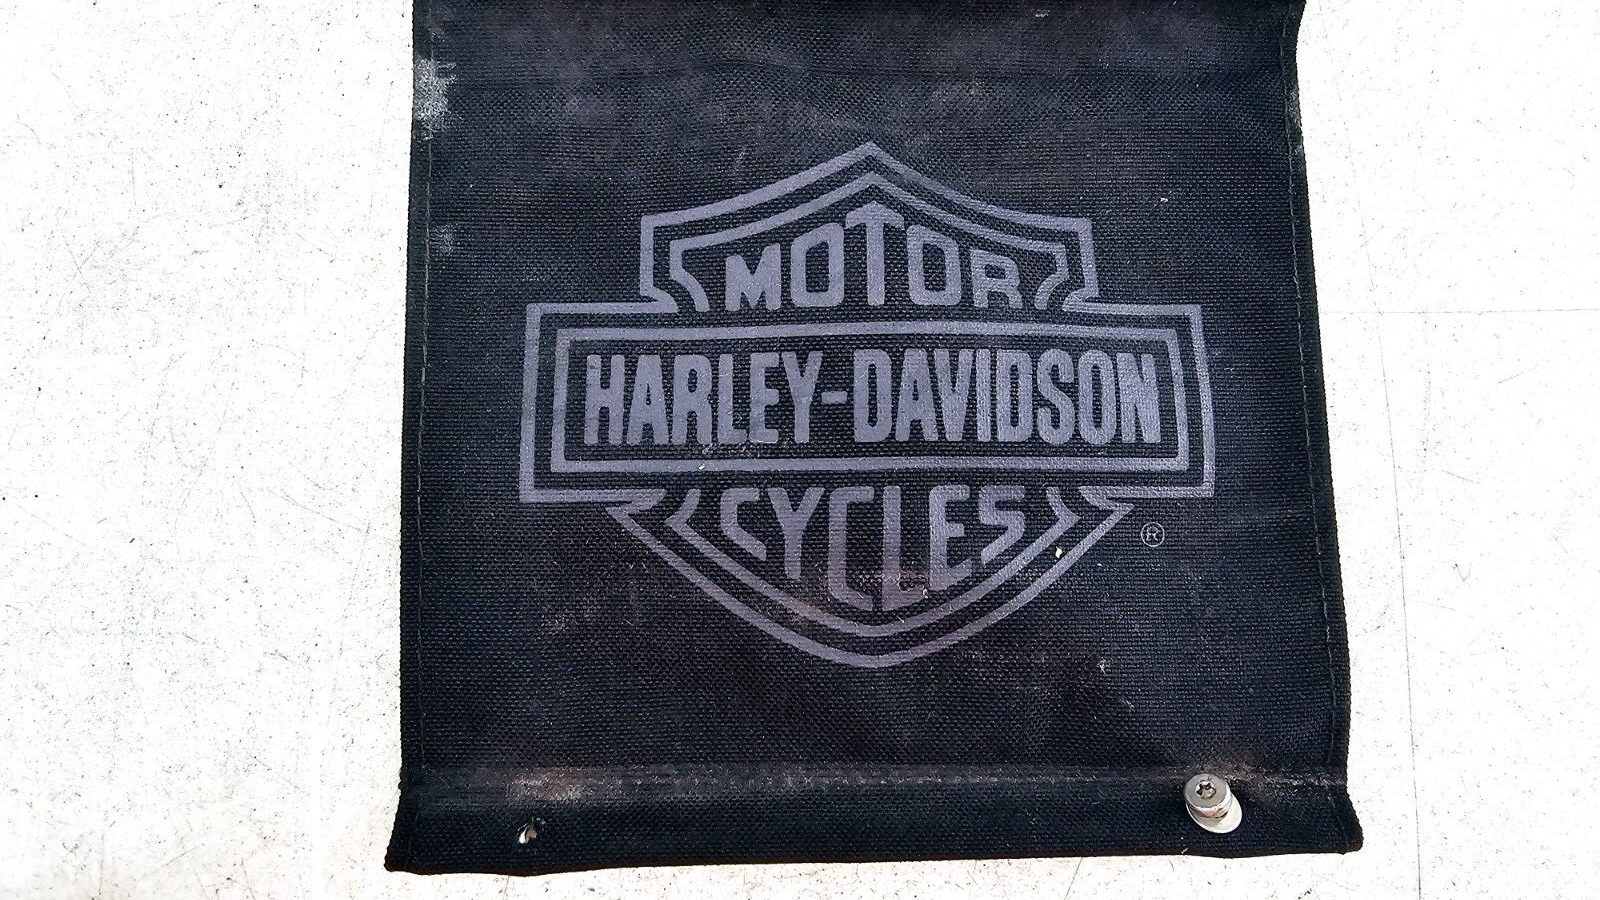 MOTOR
HARLEY-DAVIDSON
CYCLES
®